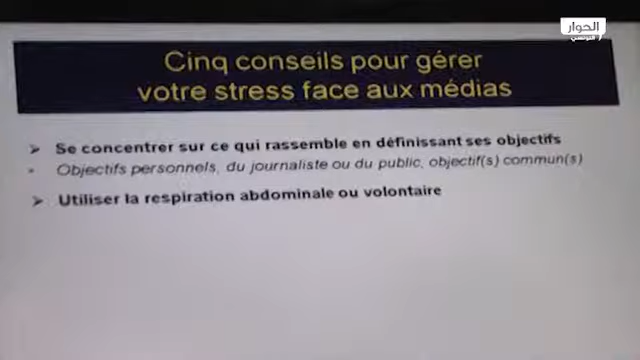 الحوار
Cinq conseils pour gérer
votre stress face aux médias
Se concentrer sur ce qui rassemble en définissant ses objectifs
Objectifs personnels, du journaliste ou du public, objectif(s) commun(s)
Utiliser la respiration abdominale ou volontaire